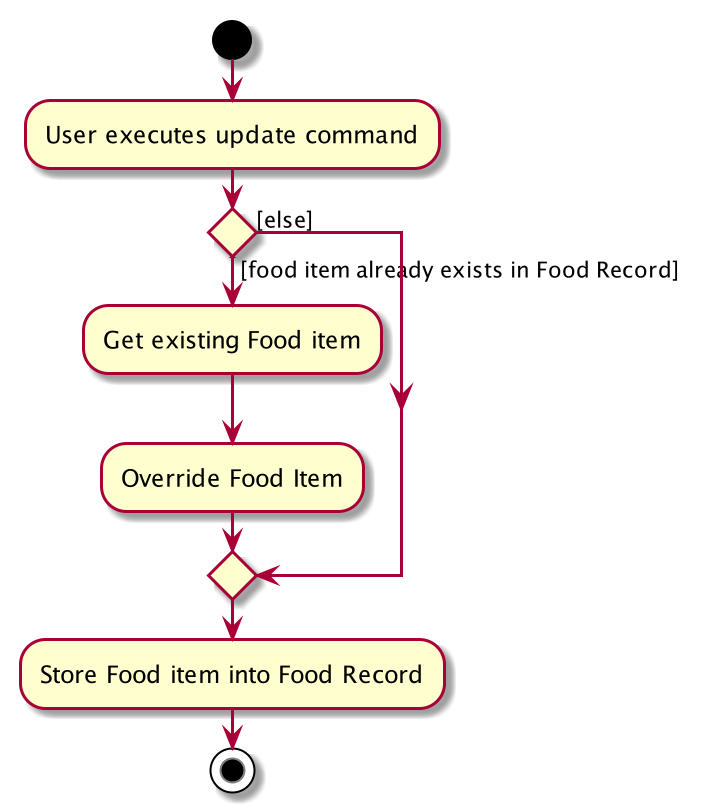 User executes update command
[else]
[food item already exists in Food Record]
Get existing Food item
Override Food Item
Store Food item into Food Record